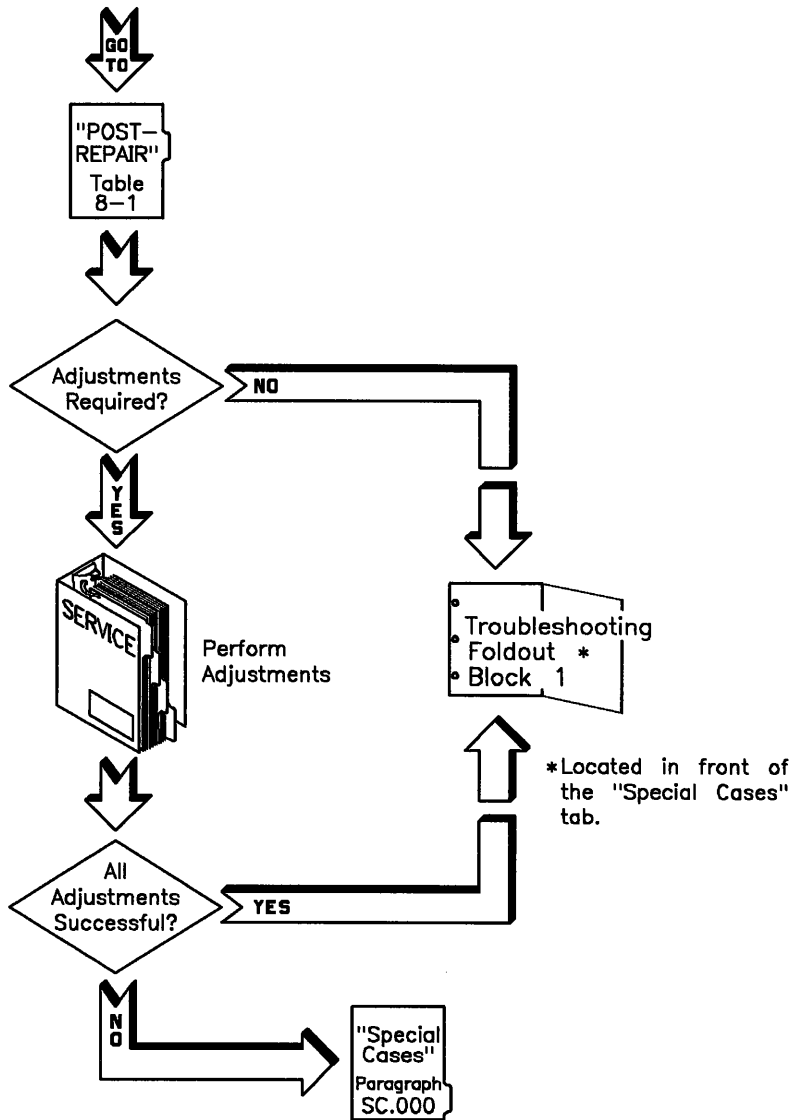 GO
TO
"POST-
REPAIR"
Table
8-1
Adjustments
Required?
NO
YES
SERVICE
Perform
Adjustments
Troubleshooting
Foldout *
Block 1
*Located in front of
the "Special Cases"
tab.
All
Adjustments
Successful?
YES
NO
"Special
Cases"
Paragraph
SC.000